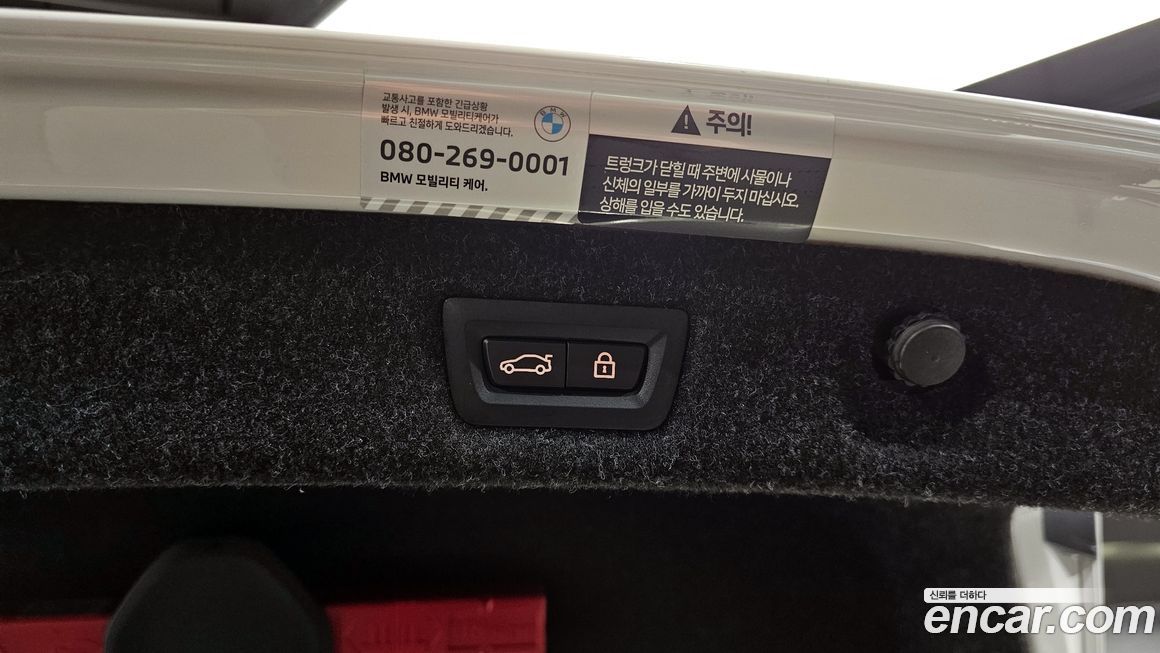 교통사고를 포함한 긴급상황
발생 시, BMW 모빌리티케어가
빠르고 친절하게 도와드리겠습니다.
BMW
080-269-0001
BMW 모빌리티 케어.
주의!
트렁크가 닫힐 때 주변에 사물이나
신체의 일부를 가까이 두지 마십시오.
상해를 입을 수도 있습니다.
신뢰를 더하다
encar.com